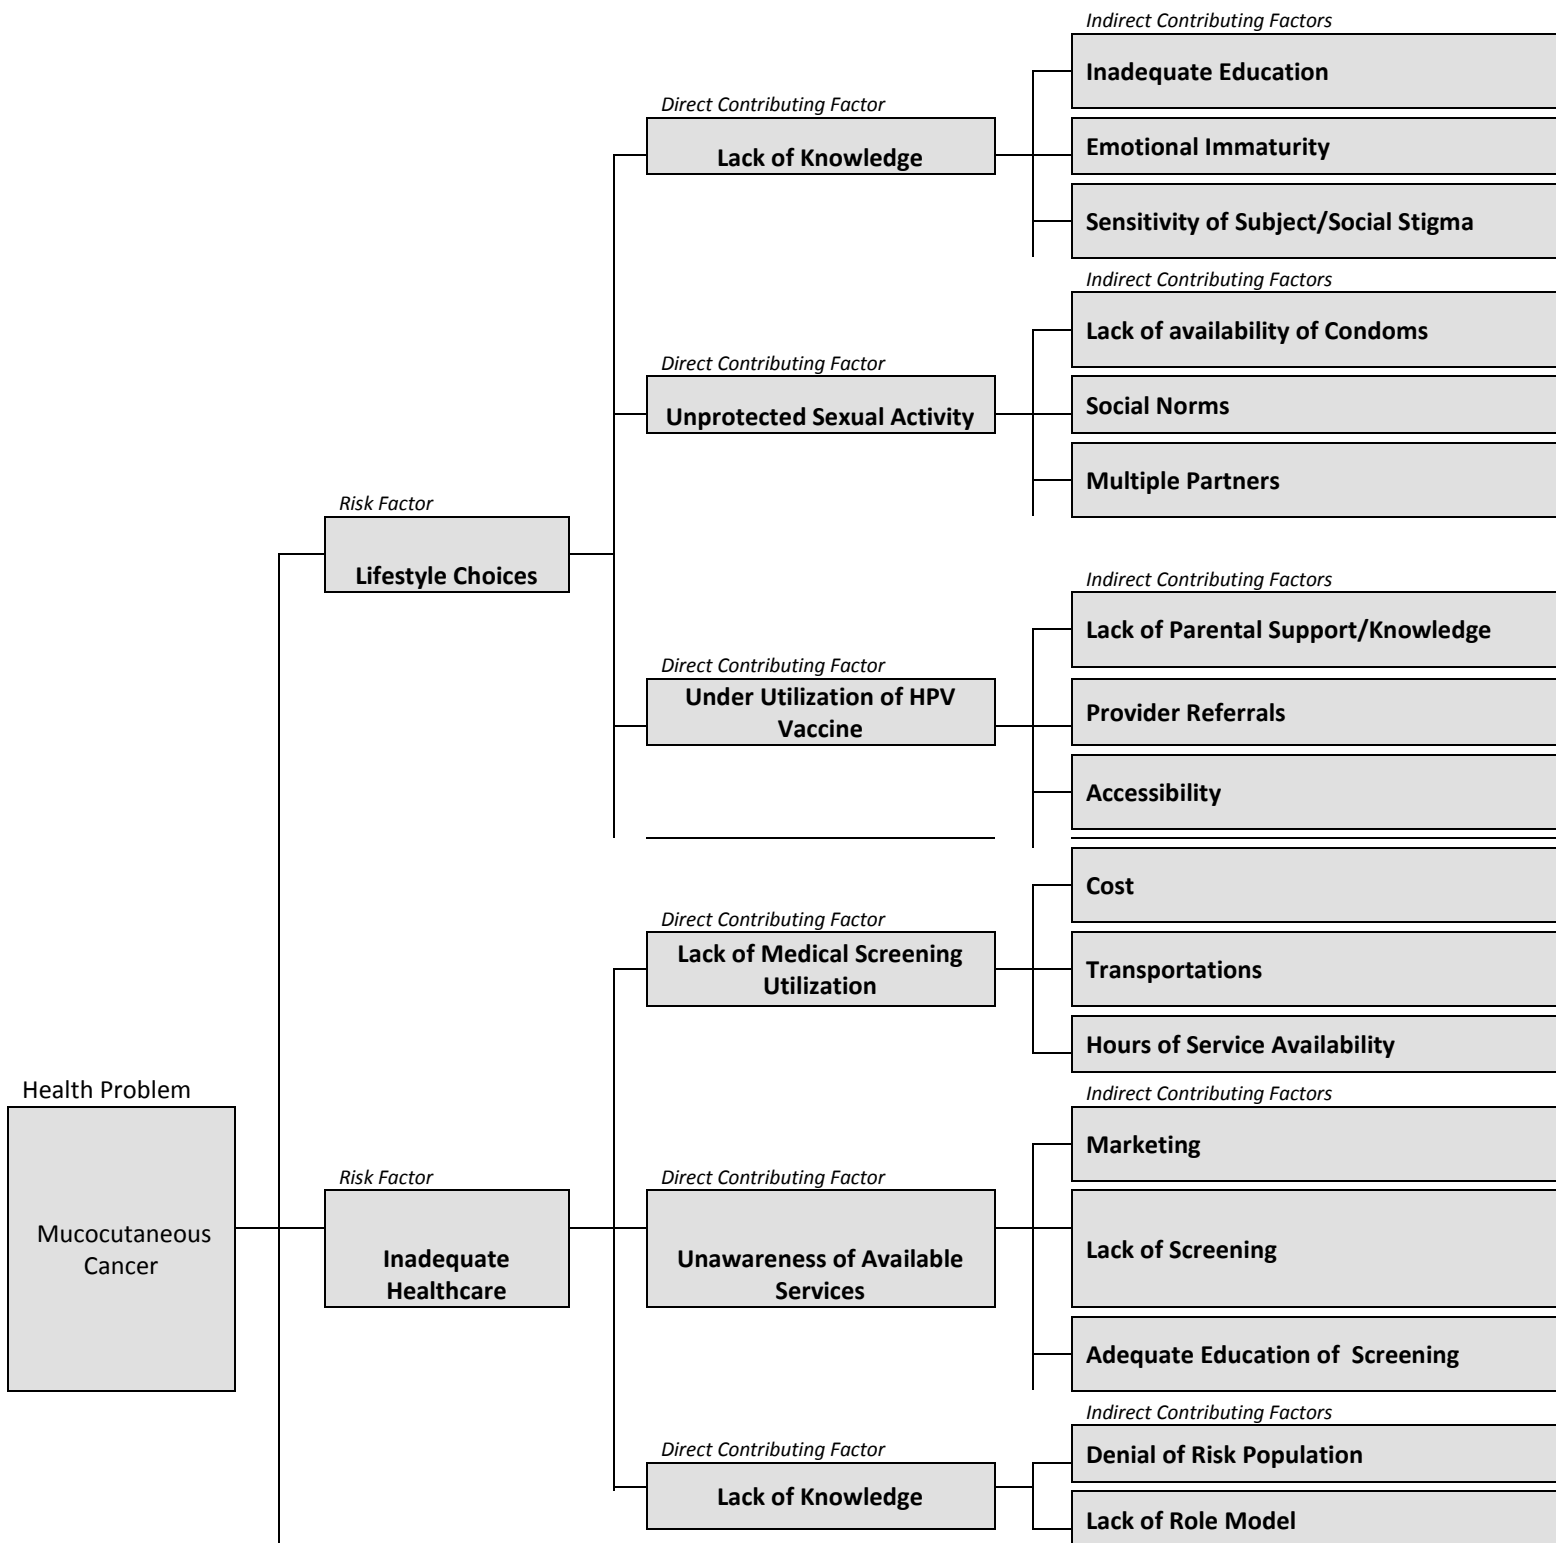 Indirect Contributing Factors
Inadequate Education
Direct Contributing Factor
Lack of Knowledge
Emotional Immaturity
Sensitivity of Subject/Social Stigma
Indirect Contributing Factors
Lack of availability of Condoms
Direct Contributing Factor
Unprotected Sexual Activity
Social Norms
Multiple Partners
Risk Factor
Lifestyle Choices
Indirect Contributing Factors
Lack of Parental Support/Knowledge
Direct Contributing Factor
Under Utilization of HPV
Vaccine
Provider Referrals
Accessibility
Cost
Direct Contributing Factor
Lack of Medical Screening
Utilization
Transportations
Hours of Service Availability
Health Problem
Mucocutaneous
Cancer
Indirect Contributing Factors
Marketing
Risk Factor
Inadequate
Healthcare
Direct Contributing Factor
Unawareness of Available
Services
Lack of Screening
Adequate Education of  Screening
Indirect Contributing Factors
Denial of Risk Population
Direct Contributing Factor
Lack of Knowledge
Lack of Role Model